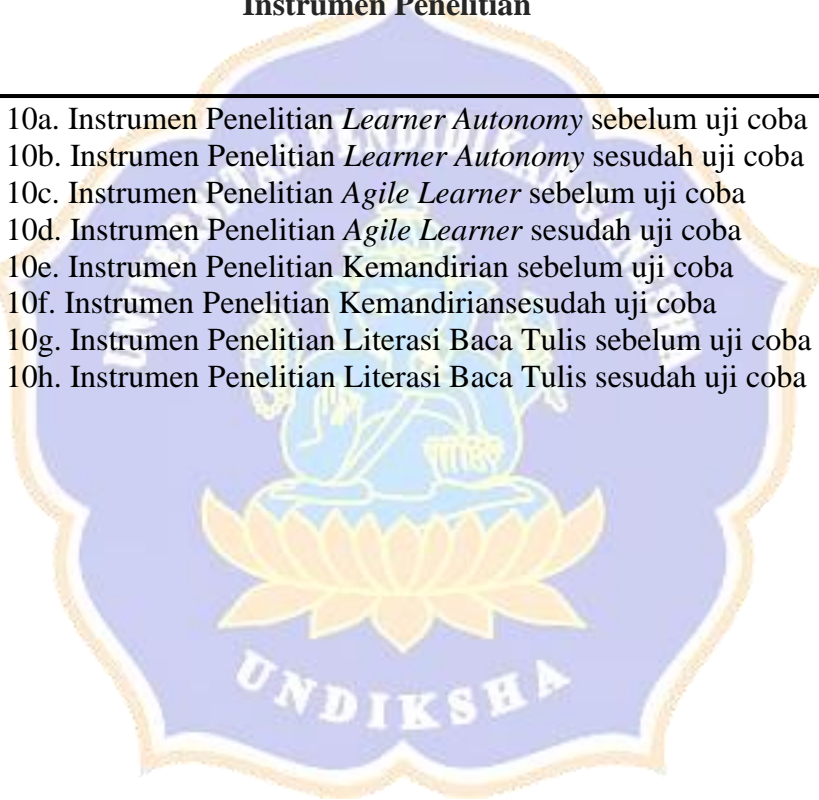 Instrumen Penelitian
10a. Instrumen Penelitian Learner Autonomy sebelum uji coba
10b. Instrumen Penelitian Learner Autonomy sesudah uji coba
10c. Instrumen Penelitian Agile Learner sebelum uji coba
10d. Instrumen Penelitian Agile Learner sesudah uji coba
10e. Instrumen Penelitian Kemandirian sebelum uji coba
10f. Instrumen Penelitian Kemandiriansesudah uji coba
10g. Instrumen Penelitian Literasi Baca Tulis sebelum uji coba
10h. Instrumen Penelitian Literasi Baca Tulis sesudah uji coba
UNDIKSHA